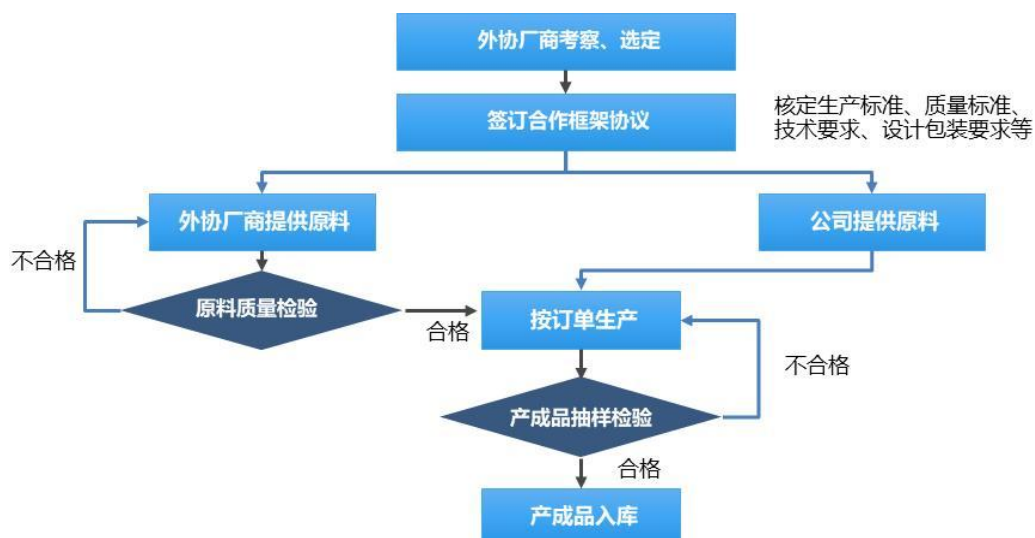 外协厂商考察、选定
签订合作框架协议
核定生产标准、质量标准、
技术要求、设计包装要求等
外协厂商提供原料
公司提供原料
不合格
原料质量检验
合格
按订单生产
不合格
产成品抽样检验
合格
产成品入库